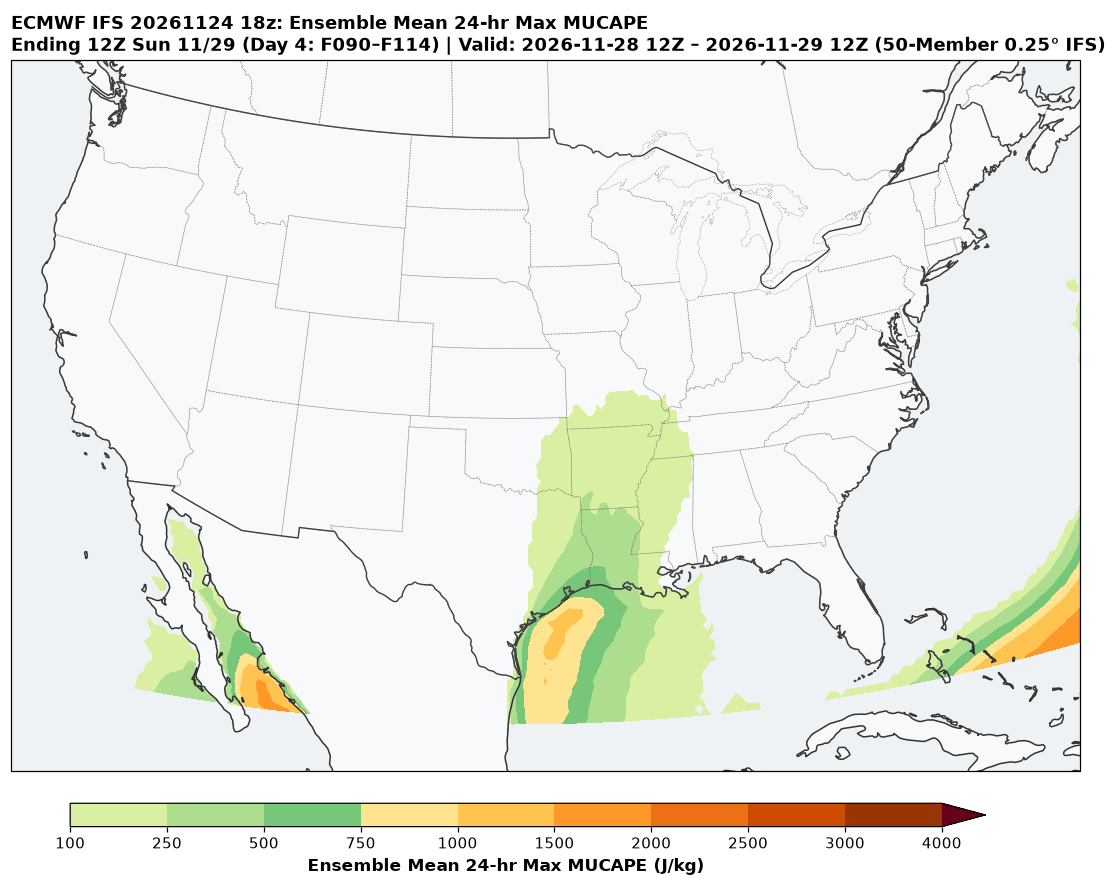 ECMWF IFS 20261124 18z: Ensemble Mean 24-hr Max MUCAPE
Ending 12Z Sun 11/29 (Day 4: F090–F114) | Valid: 2026-11-28 12Z – 2026-11-29 12Z (50-Member 0.25° IFS)
100 250 500 750 1000 1500 2000 2500 3000 4000
Ensemble Mean 24-hr Max MUCAPE (J/kg)